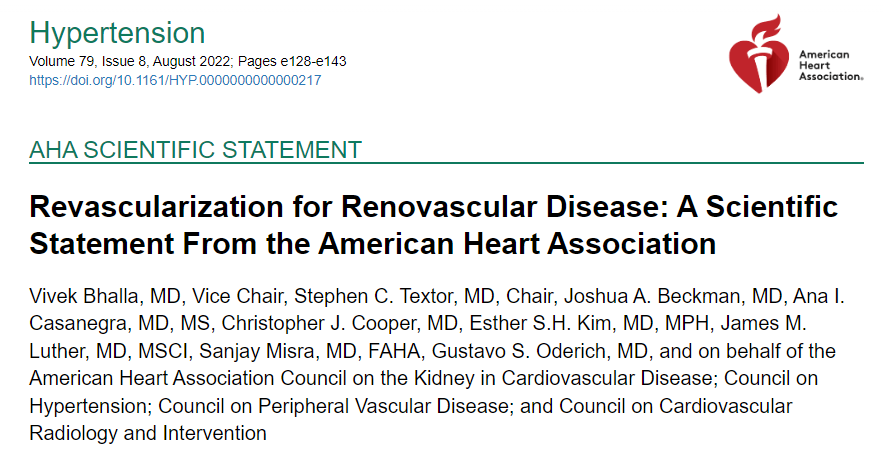 Hypertension
Volume 79, Issue 8, August 2022; Pages e128-e143
https://doi.org/10.1161/HYP.0000000000000217
American
Heart
Association.
AHA SCIENTIFIC STATEMENT
Revascularization for Renovascular Disease: A Scientific
Statement From the American Heart Association
Vivek Bhalla, MD, Vice Chair, Stephen C. Textor, MD, Chair, Joshua A. Beckman, MD, Ana I.
Casanegra, MD, MS, Christopher J. Cooper, MD, Esther S.H. Kim, MD, MPH, James M.
Luther, MD, MSCI, Sanjay Misra, MD, FAHA, Gustavo S. Oderich, MD, and on behalf of the
American Heart Association Council on the Kidney in Cardiovascular Disease; Council on
Hypertension; Council on Peripheral Vascular Disease; and Council on Cardiovascular
Radiology and Intervention